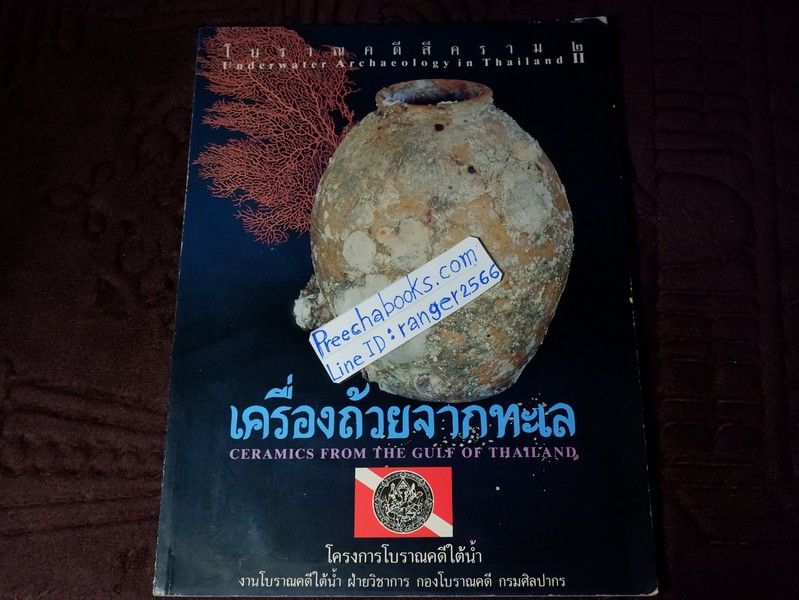 โบราณคดีสีคราม ๒
Underwater Archaeology in Thailand II
Preechabooks.com
Line ID:ranger2566
เครื่องถ้วยจากทะเล
CERAMICS FROM THE GULF OF THAILAND
โครงการโบราณคดีใต้น้ำ
งานโบราณคดีใต้น้ำ ฝ่ายวิชาการ กองโบราณคดี กรมศิลปากร